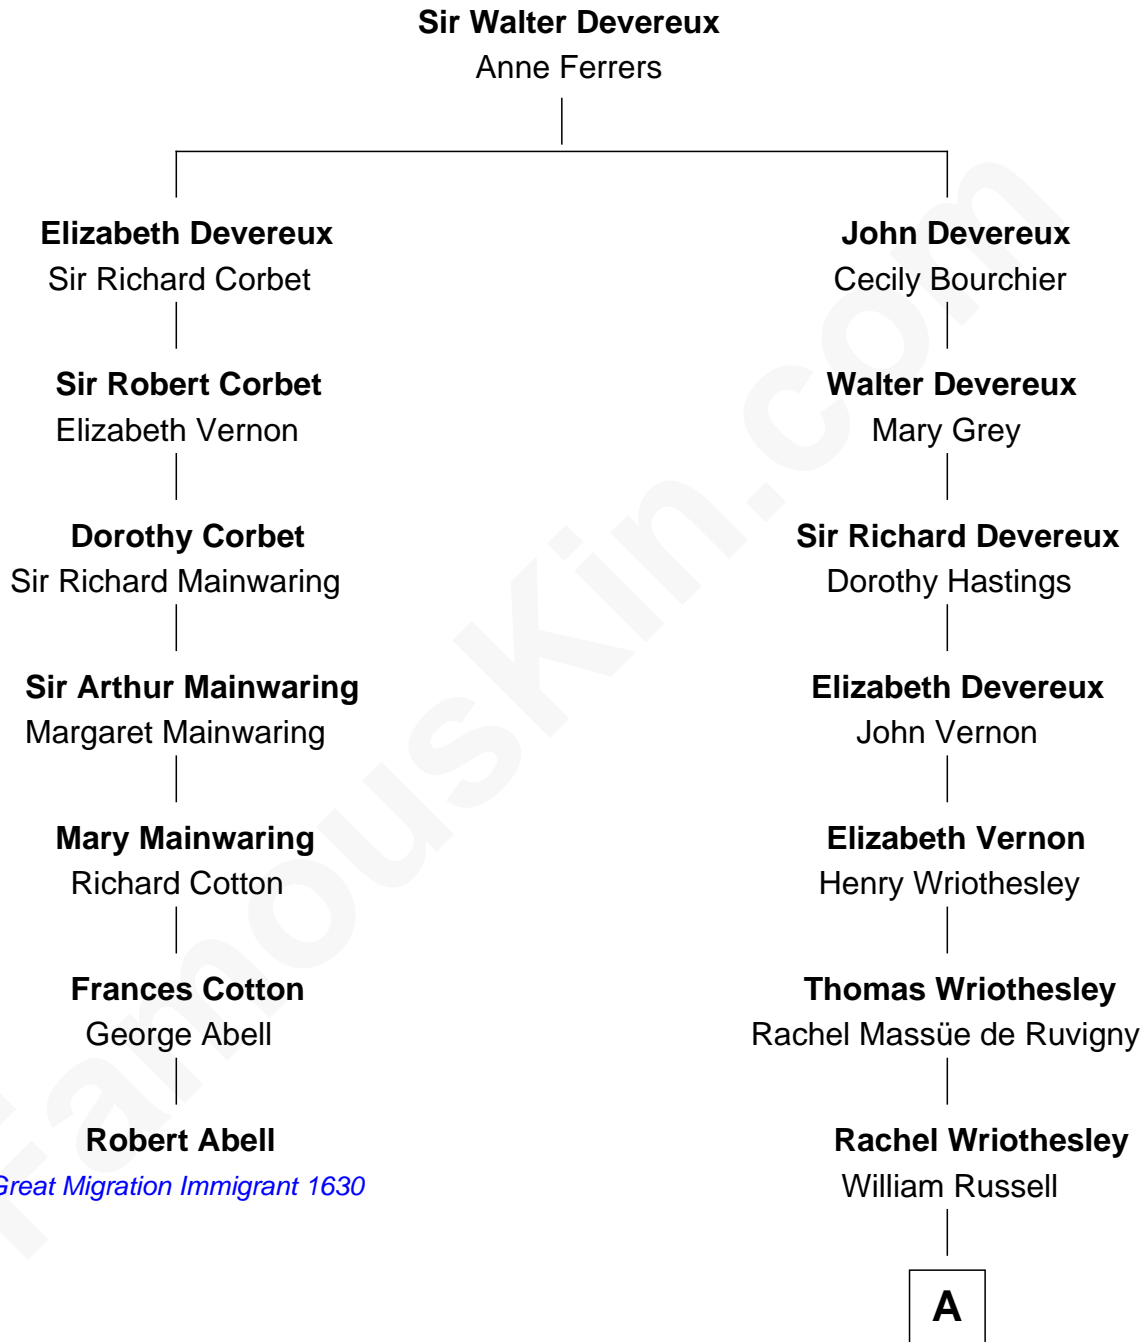 Sir Walter Devereux
Anne Ferrers
Elizabeth Devereux
Sir Richard Corbet
John Devereux
Cecily Bourchier
Sir Robert Corbet
Elizabeth Vernon
Walter Devereux
Mary Grey
Dorothy Corbet
Sir Richard Mainwaring
Sir Richard Devereux
Dorothy Hastings
Sir Arthur Mainwaring
Margaret Mainwaring
Elizabeth Devereux
John Vernon
Mary Mainwaring
Richard Cotton
Elizabeth Vernon
Henry Wriothesley
Frances Cotton
George Abell
Thomas Wriothesley
Rachel Massüe de Ruvigny
Robert Abell
Great Migration Immigrant 1630
Rachel Wriothesley
William Russell
A
FamousKin.com